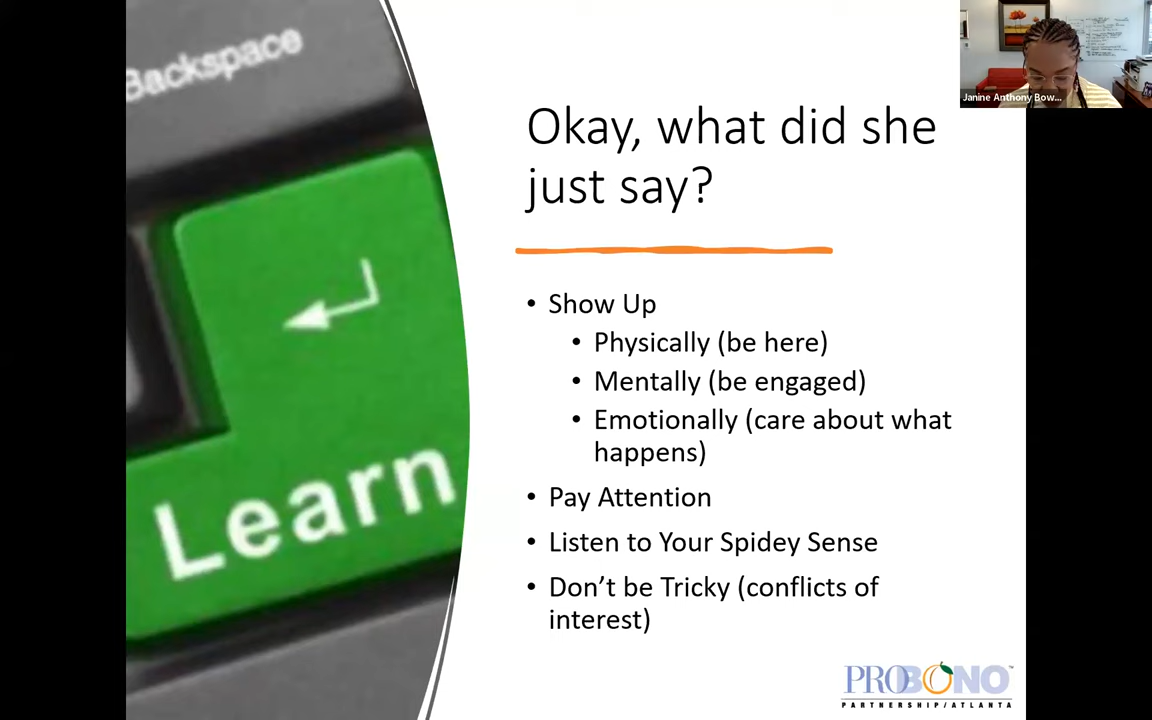 Backspace
Learn
Janine Anthony Bow...
Okay, what did she
just say?
• Show Up
• Physically (be here)
• Mentally (be engaged)
• Emotionally (care about what
happens)
• Pay Attention
• Listen to Your Spidey Sense
• Don’t be Tricky (conflicts of
interest)
PROBONO™
PARTNERSHIP/ATLANTA